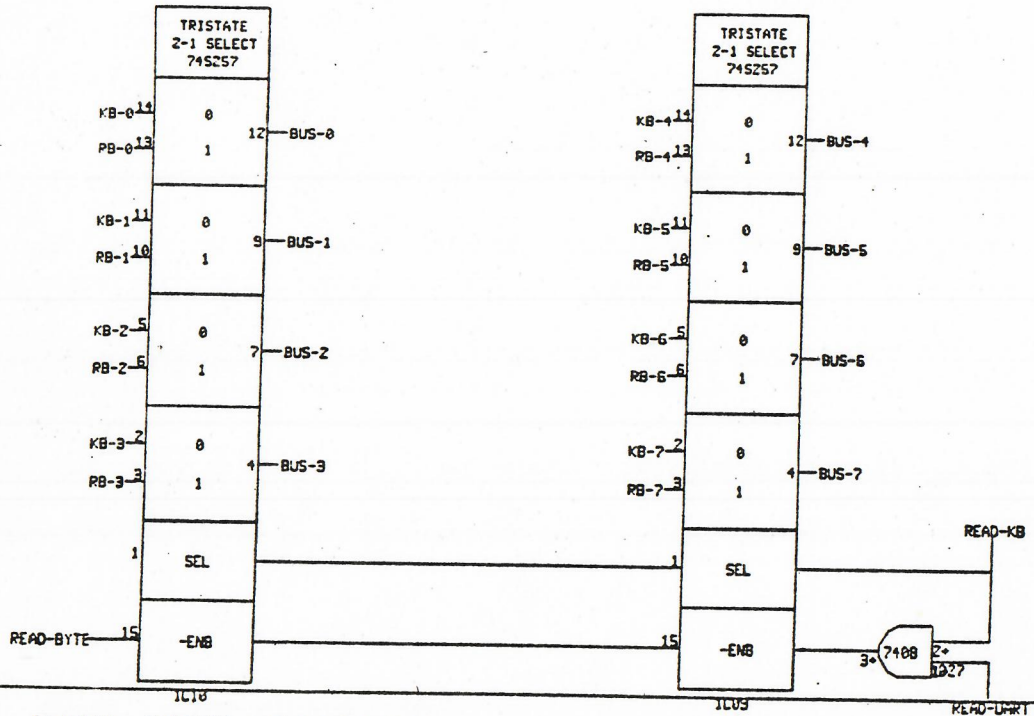 TRISTATE
2-1 SELECT
74S257
KB-0 14
0
PB-0 13
1
12 BUS-0
KB-1 11
0
RB-1 10
1
9 BUS-1
KB-2 5
0
RB-2 6
1
7 BUS-2
KB-3 2
0
RB-3 3
1
4 BUS-3
1
SEL
READ-BYTE 15
-ENB
TRISTATE
2-1 SELECT
74S257
KB-4 14
0
RB-4 13
1
12 BUS-4
KB-5 11
0
RB-5 10
1
9 BUS-5
KB-6 5
0
RB-6 6
1
7 BUS-6
KB-7 2
0
RB-7 3
1
4 BUS-7
1
SEL
15
-ENB
READ-KB
3+
7408
2+
READ-UART
IC10
IC09